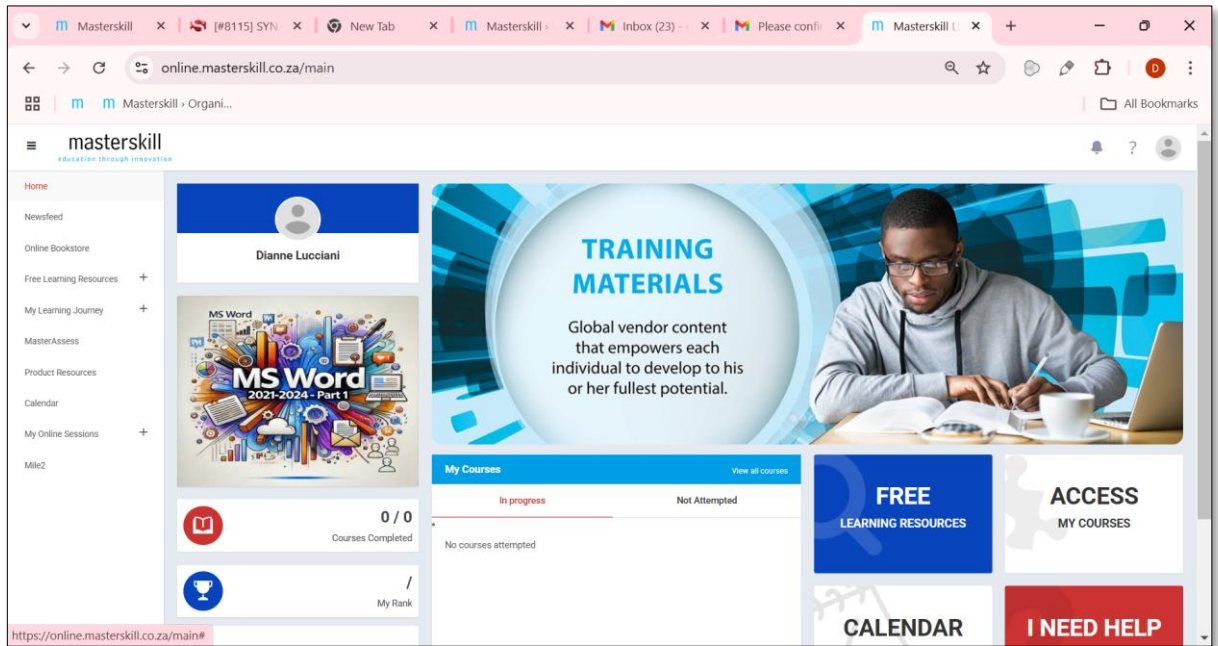 Masterskill
[#8115] SYN
New Tab
Masterskill ›
Inbox (23) -
Please confi
Masterskill L
online.masterskill.co.za/main
D
Masterskill › Organi...
All Bookmarks
masterskill
education through innovation
?
Home
Newsfeed
Online Bookstore
Free Learning Resources +
My Learning Journey +
MasterAssess
Product Resources
Calendar
My Online Sessions +
Mile2
Dianne Lucciani
MS Word
MS Word
2021-2024 - Part 1
0 / 0
Courses Completed
/
My Rank
TRAINING
MATERIALS
Global vendor content
that empowers each
individual to develop to his
or her fullest potential.
My Courses
View all courses
In progress
Not Attempted
No courses attempted
FREE
LEARNING RESOURCES
ACCESS
MY COURSES
CALENDAR
I NEED HELP
https://online.masterskill.co.za/main#